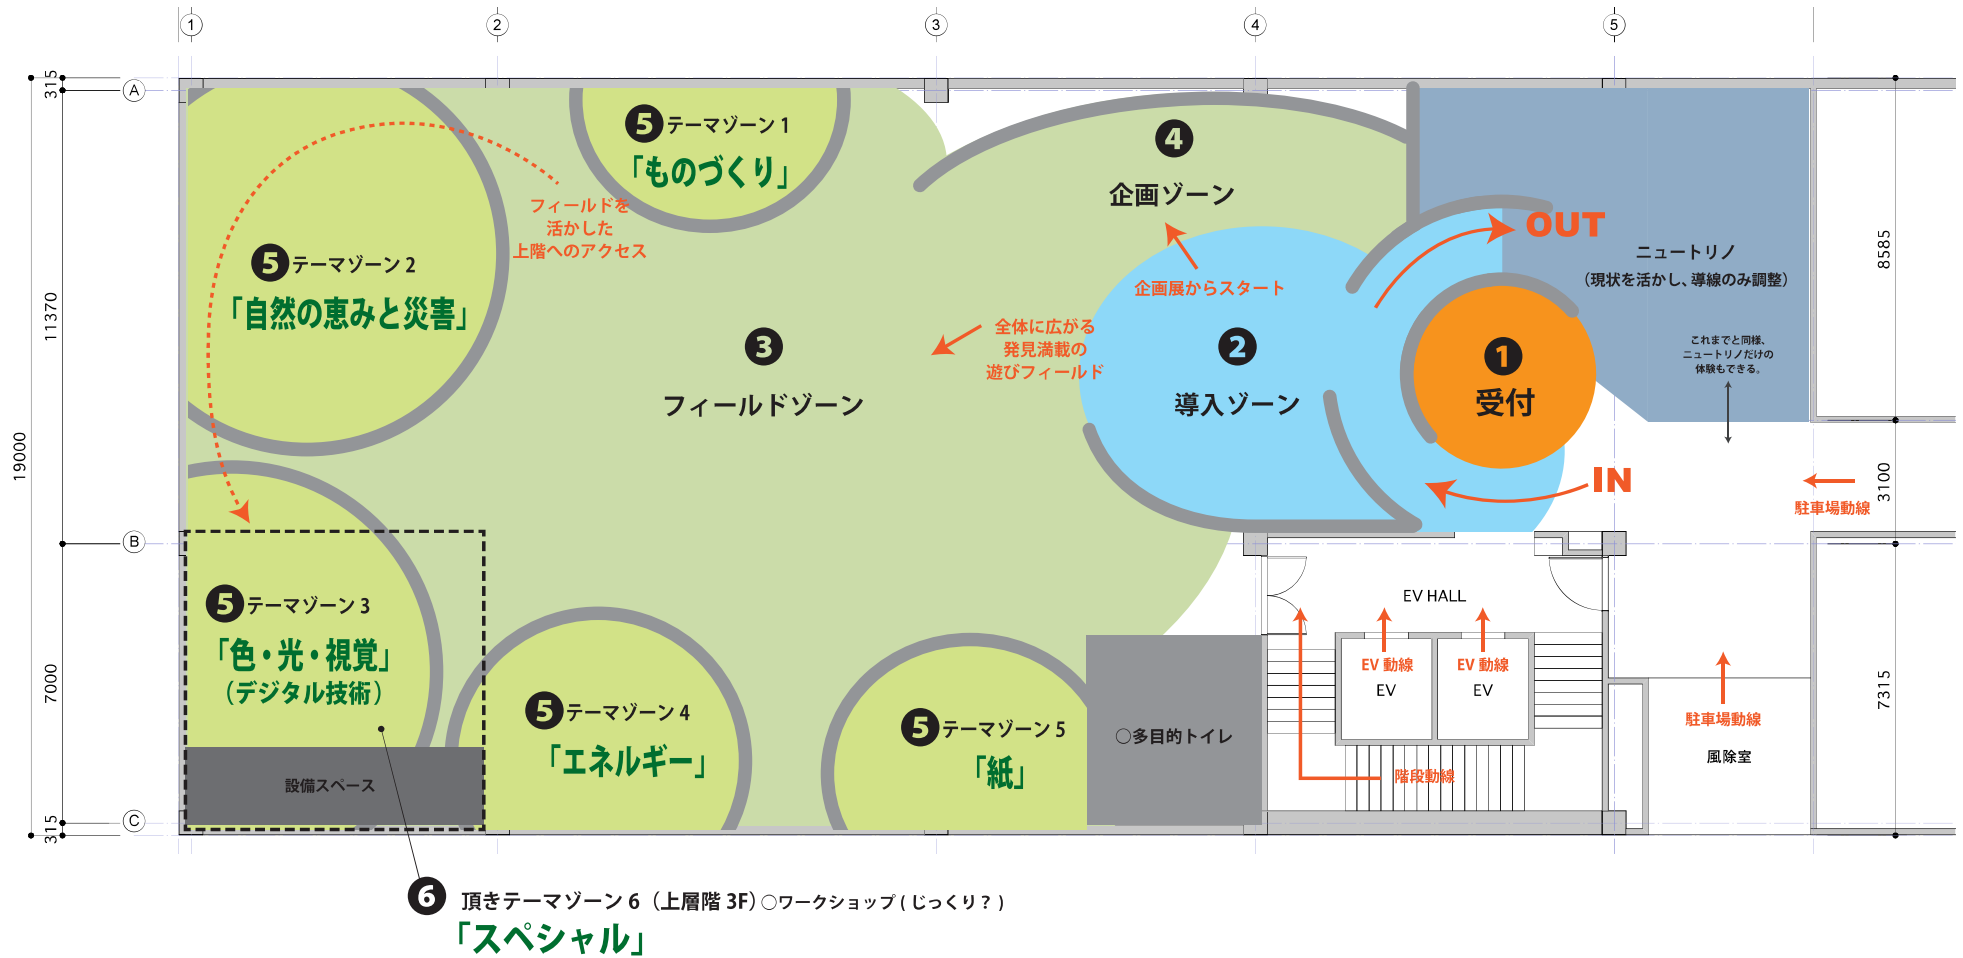 1
2
3
4
5
A
B
C
315
11370
19000
7000
315
8585
3100
7315
5 テーマゾーン 1
「ものづくり」
フィールドを
活かした
上階へのアクセス
5 テーマゾーン 2
「自然の恵みと災害」
4
企画ゾーン
企画展からスタート
OUT
ニュートリノ
（現状を活かし、導線のみ調整）
これまでと同様、
ニュートリノだけの
体験もできる。
全体に広がる
発見満載の
遊びフィールド
3
フィールドゾーン
2
導入ゾーン
1
受付
IN
駐車場動線
5 テーマゾーン 3
「色・光・視覚」
（デジタル技術）
設備スペース
5 テーマゾーン 4
「エネルギー」
5 テーマゾーン 5
「紙」
○多目的トイレ
EV HALL
EV 動線
EV
EV 動線
EV
階段動線
駐車場動線
風除室
6 頂きテーマゾーン 6（上層階 3F）○ワークショップ ( じっくり？ )
「スペシャル」